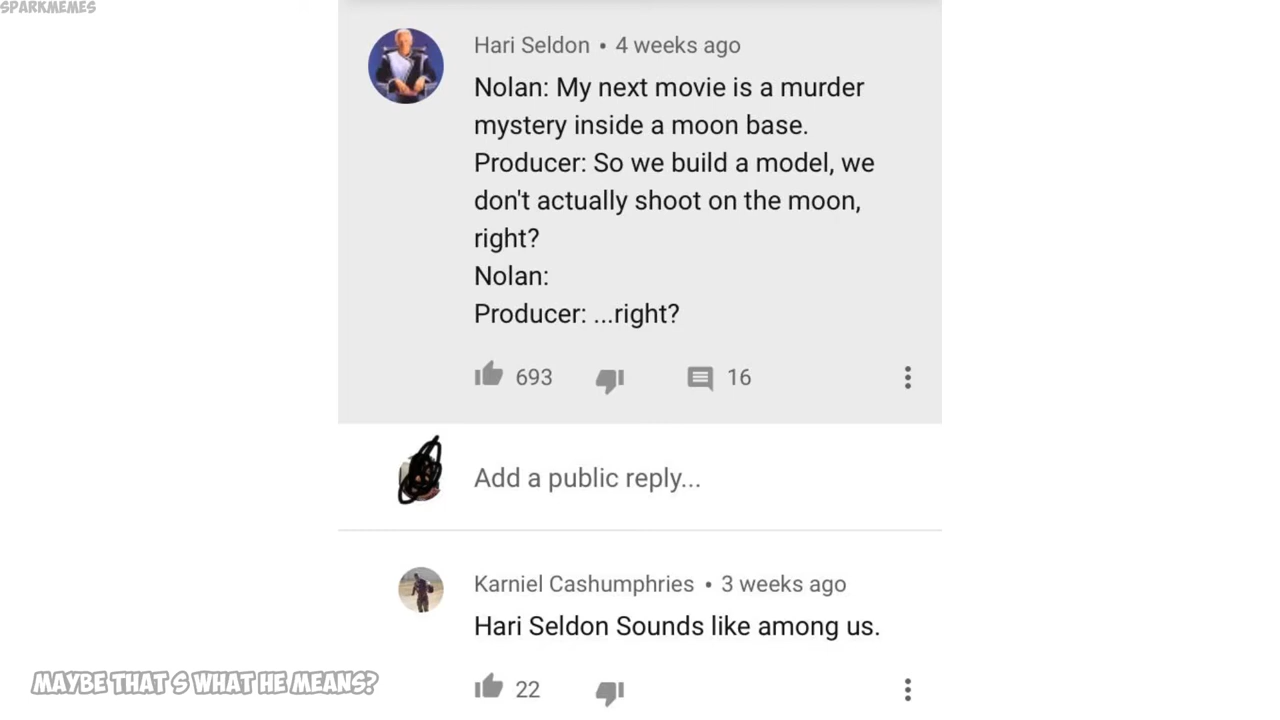 SPARKMEMES
Hari Seldon • 4 weeks ago
Nolan: My next movie is a murder
mystery inside a moon base.
Producer: So we build a model, we
don't actually shoot on the moon,
right?
Nolan:
Producer: ...right?
693
16
Add a public reply...
Karniel Cashumphries • 3 weeks ago
Hari Seldon Sounds like among us.
22
MAYBE THAT S WHAT HE MEANS?